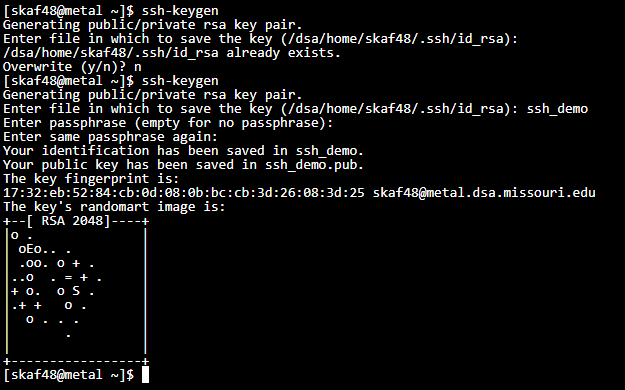 [skaf48@metal ~]$ ssh-keygen
Generating public/private rsa key pair.
Enter file in which to save the key (/dsa/home/skaf48/.ssh/id_rsa):
/dsa/home/skaf48/.ssh/id_rsa already exists.
Overwrite (y/n)? n
[skaf48@metal ~]$ ssh-keygen
Generating public/private rsa key pair.
Enter file in which to save the key (/dsa/home/skaf48/.ssh/id_rsa): ssh_demo
Enter passphrase (empty for no passphrase):
Enter same passphrase again:
Your identification has been saved in ssh_demo.
Your public key has been saved in ssh_demo.pub.
The key fingerprint is:
17:32:eb:52:84:cb:0d:08:0b:bc:cb:3d:26:08:3d:25 skaf48@metal.dsa.missouri.edu
The key's randomart image is:
+--[ RSA 2048]----+
|o .              |
| oEo.. .         |
| .oo. o + .      |
|..o  . = + .     |
|+ o.  o S .      |
|.+ +   o .       |
|  o . . .        |
|       .         |
|                 |
+-----------------+
[skaf48@metal ~]$